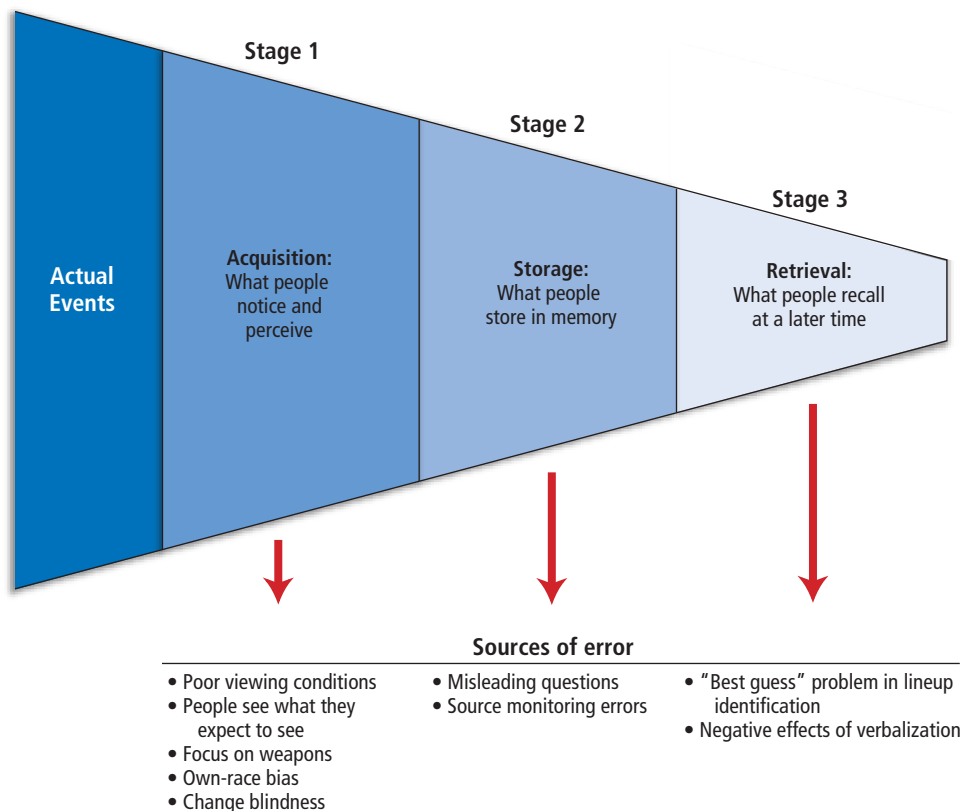 Stage 1
Stage 2
Stage 3
Actual
Events
Acquisition:
What people
notice and
perceive
Storage:
What people
store in memory
Retrieval:
What people recall
at a later time
Sources of error
• Poor viewing conditions
• People see what they
expect to see
• Focus on weapons
• Own-race bias
• Change blindness
• Misleading questions
• Source monitoring errors
• “Best guess” problem in lineup
identification
• Negative effects of verbalization